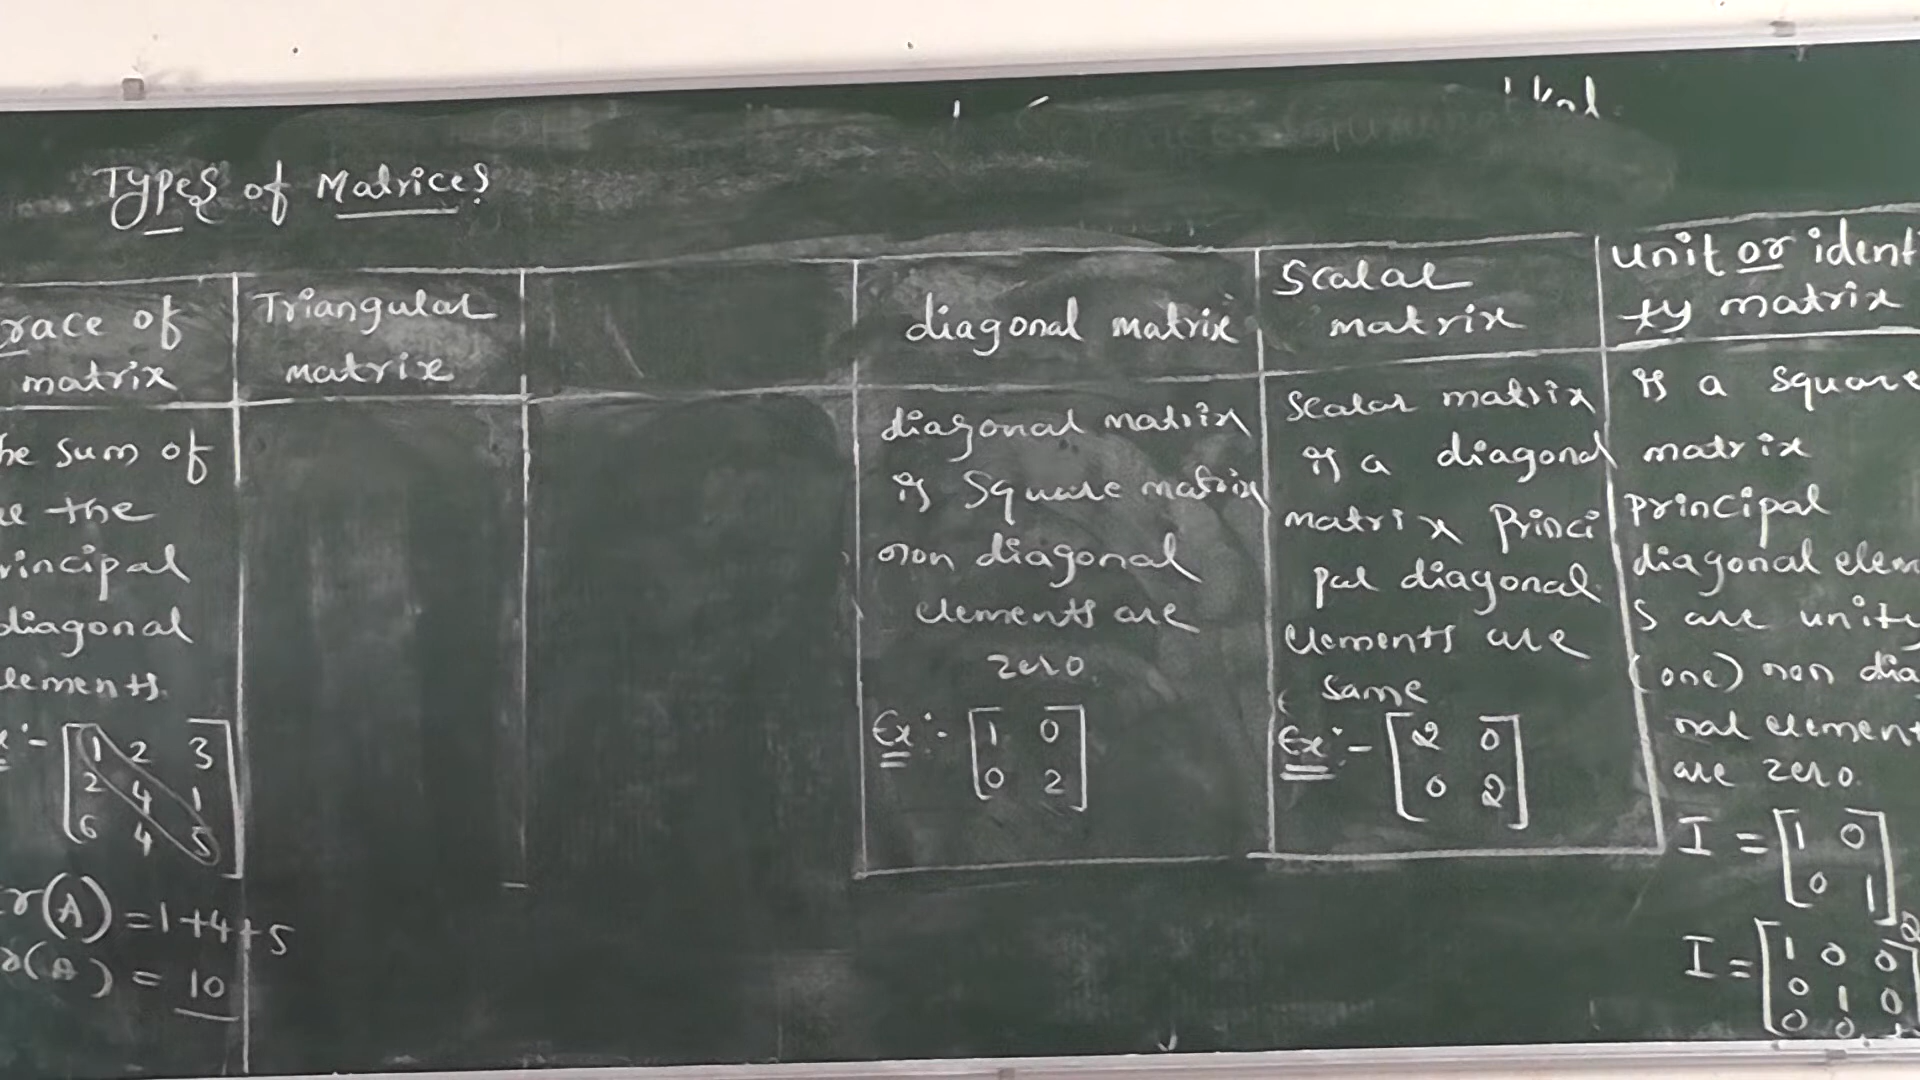 Types of Matrices
race of
matrix
he sum of
the
rincipal
diagonal
lements.
1 2 3
2 4 1
6 4 5
r(A) = 1+4+5
r(A) = 10
Triangular
matrix
diagonal matrix
diagonal matrix
is Square matrix
non diagonal
elements are
zero.
Ex:- 1 0
0 2
Scalar
matrix
Scalar matrix
is a diagonal
matrix Princi
pal diagonal
elements are
same
Ex:- 2 0
0 2
unit or identi
ty matrix
is a square
matrix
principal
diagonal elem
s are unity
(one) non dia
nal element
are zero.
I = 1 0
0 1
2
I = 1 0 0
0 1 0
0 0